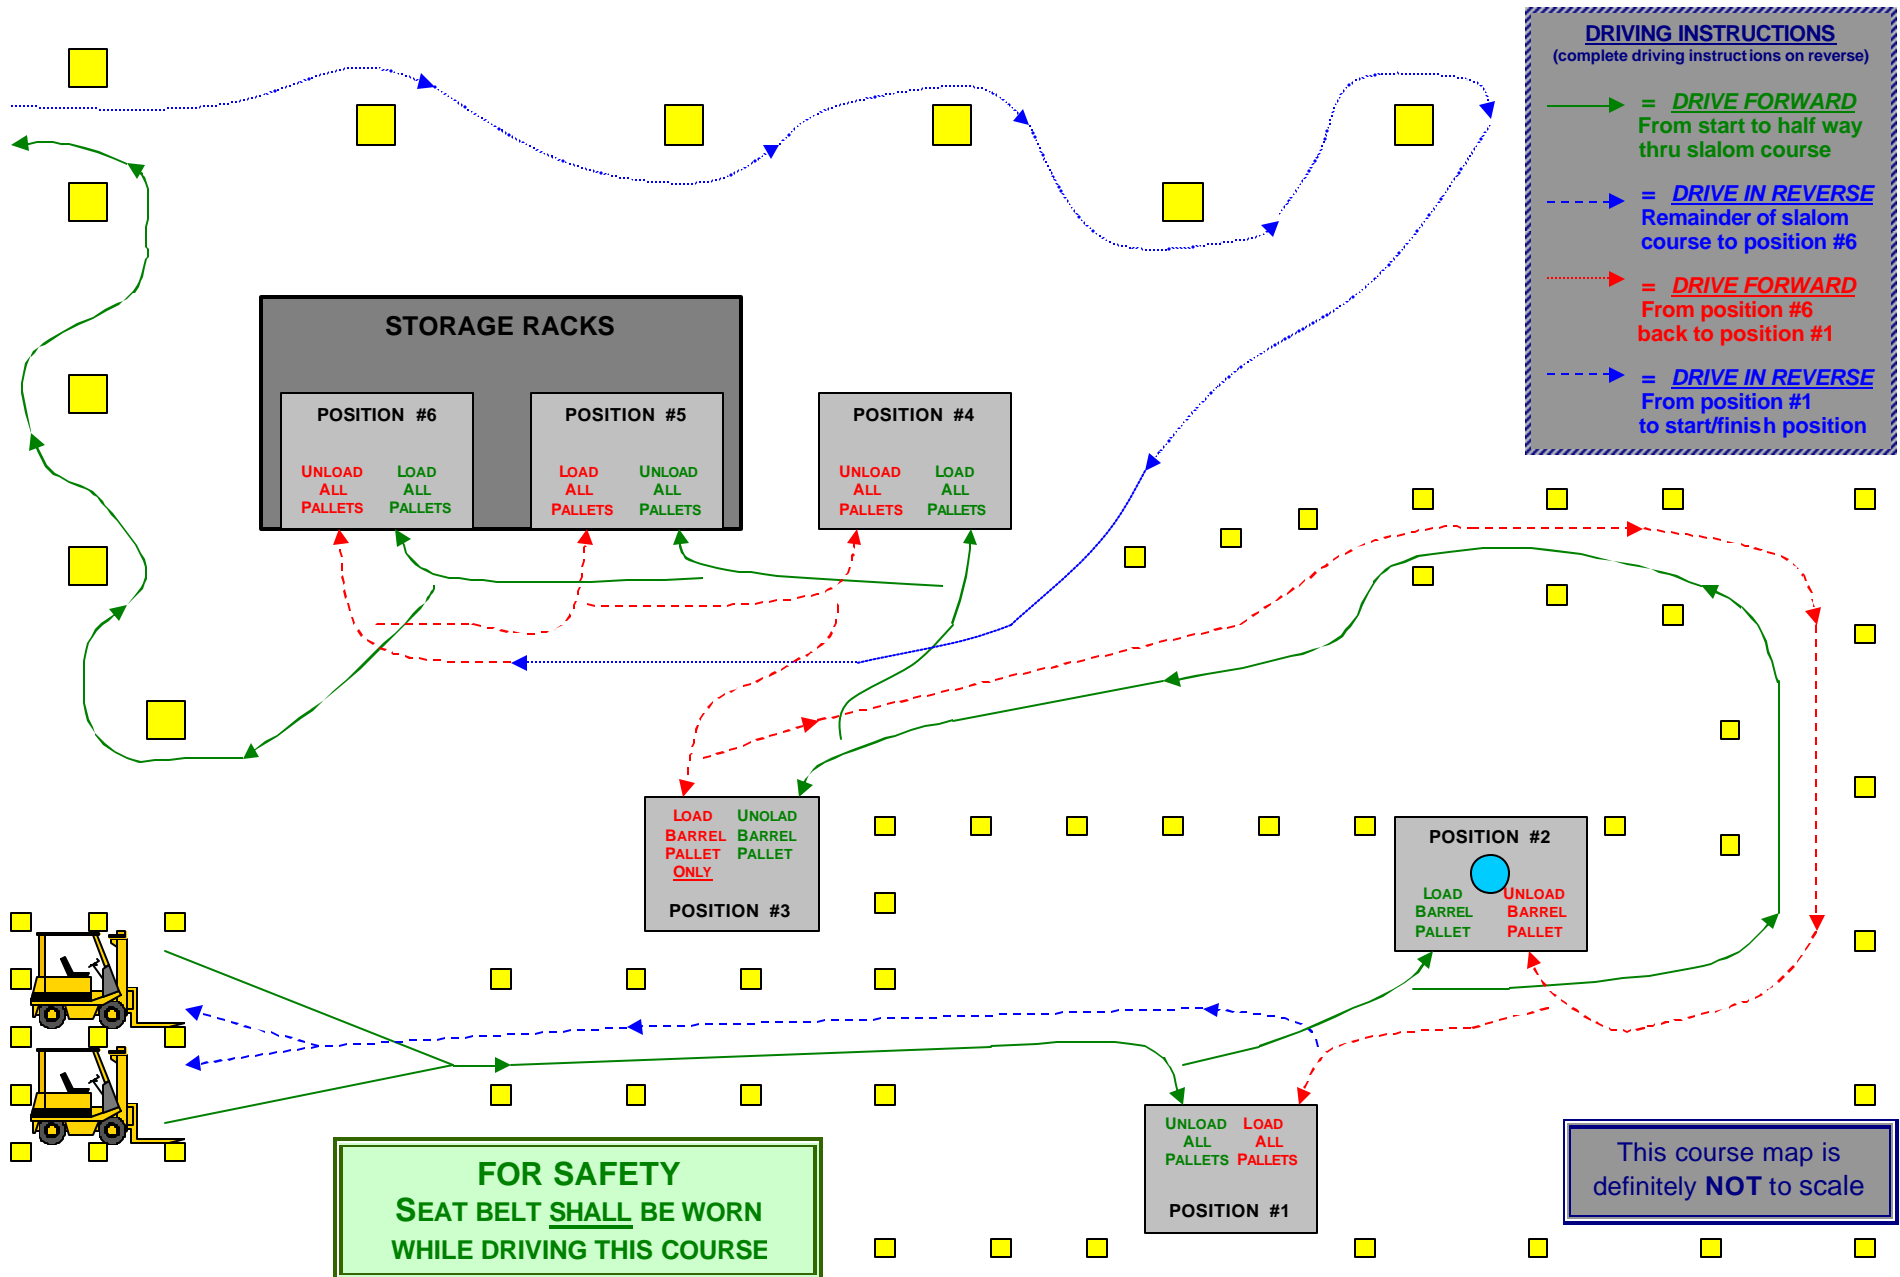 DRIVING INSTRUCTIONS
(complete driving instructions on reverse)
= DRIVE FORWARD
From start to half way
thru slalom course
= DRIVE IN REVERSE
Remainder of slalom
course to position #6
= DRIVE FORWARD
From position #6
back to position #1
= DRIVE IN REVERSE
From position #1
to start/finish position
STORAGE RACKS
POSITION #6
UNLOAD
ALL
PALLETS
LOAD
ALL
PALLETS
POSITION #5
LOAD
ALL
PALLETS
UNLOAD
ALL
PALLETS
POSITION #4
UNLOAD
ALL
PALLETS
LOAD
ALL
PALLETS
LOAD
BARREL
PALLET
ONLY
UNOLAD
BARREL
PALLET
POSITION #3
POSITION #2
LOAD
BARREL
PALLET
UNLOAD
BARREL
PALLET
UNLOAD
ALL
PALLETS
LOAD
ALL
PALLETS
POSITION #1
FOR SAFETY
SEAT BELT SHALL BE WORN
WHILE DRIVING THIS COURSE
This course map is
definitely NOT to scale